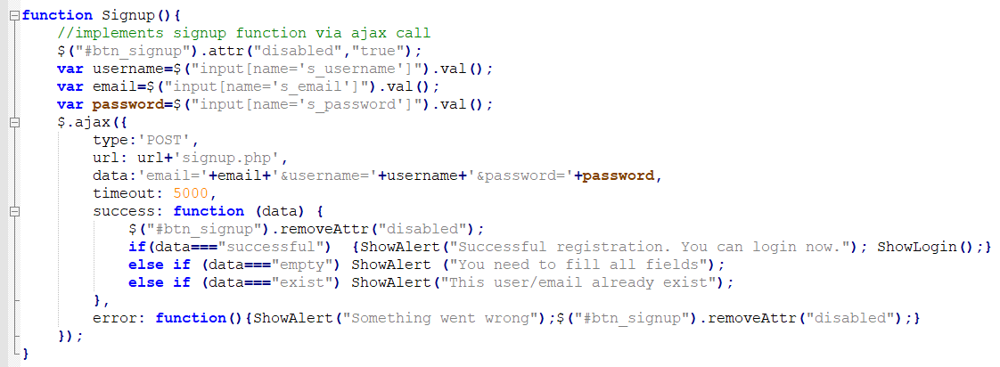 function Signup(){
    //implements signup function via ajax call
    $("#btn_signup").attr("disabled","true");
    var username=$("input[name='s_username']").val();
    var email=$("input[name='s_email']").val();
    var password=$("input[name='s_password']").val();
    $.ajax({
        type:'POST',
        url: url+'signup.php',
        data:'email='+email+'&username='+username+'&password='+password,
        timeout: 5000,
        success: function (data) {
            $("#btn_signup").removeAttr("disabled");
            if(data==="successful")  {ShowAlert("Successful registration. You can login now."); ShowLogin();}
            else if (data==="empty") ShowAlert ("You need to fill all fields");
            else if (data==="exist") ShowAlert("This user/email already exist");
        },
        error: function(){ShowAlert("Something went wrong");$("#btn_signup").removeAttr("disabled");}
    });
}